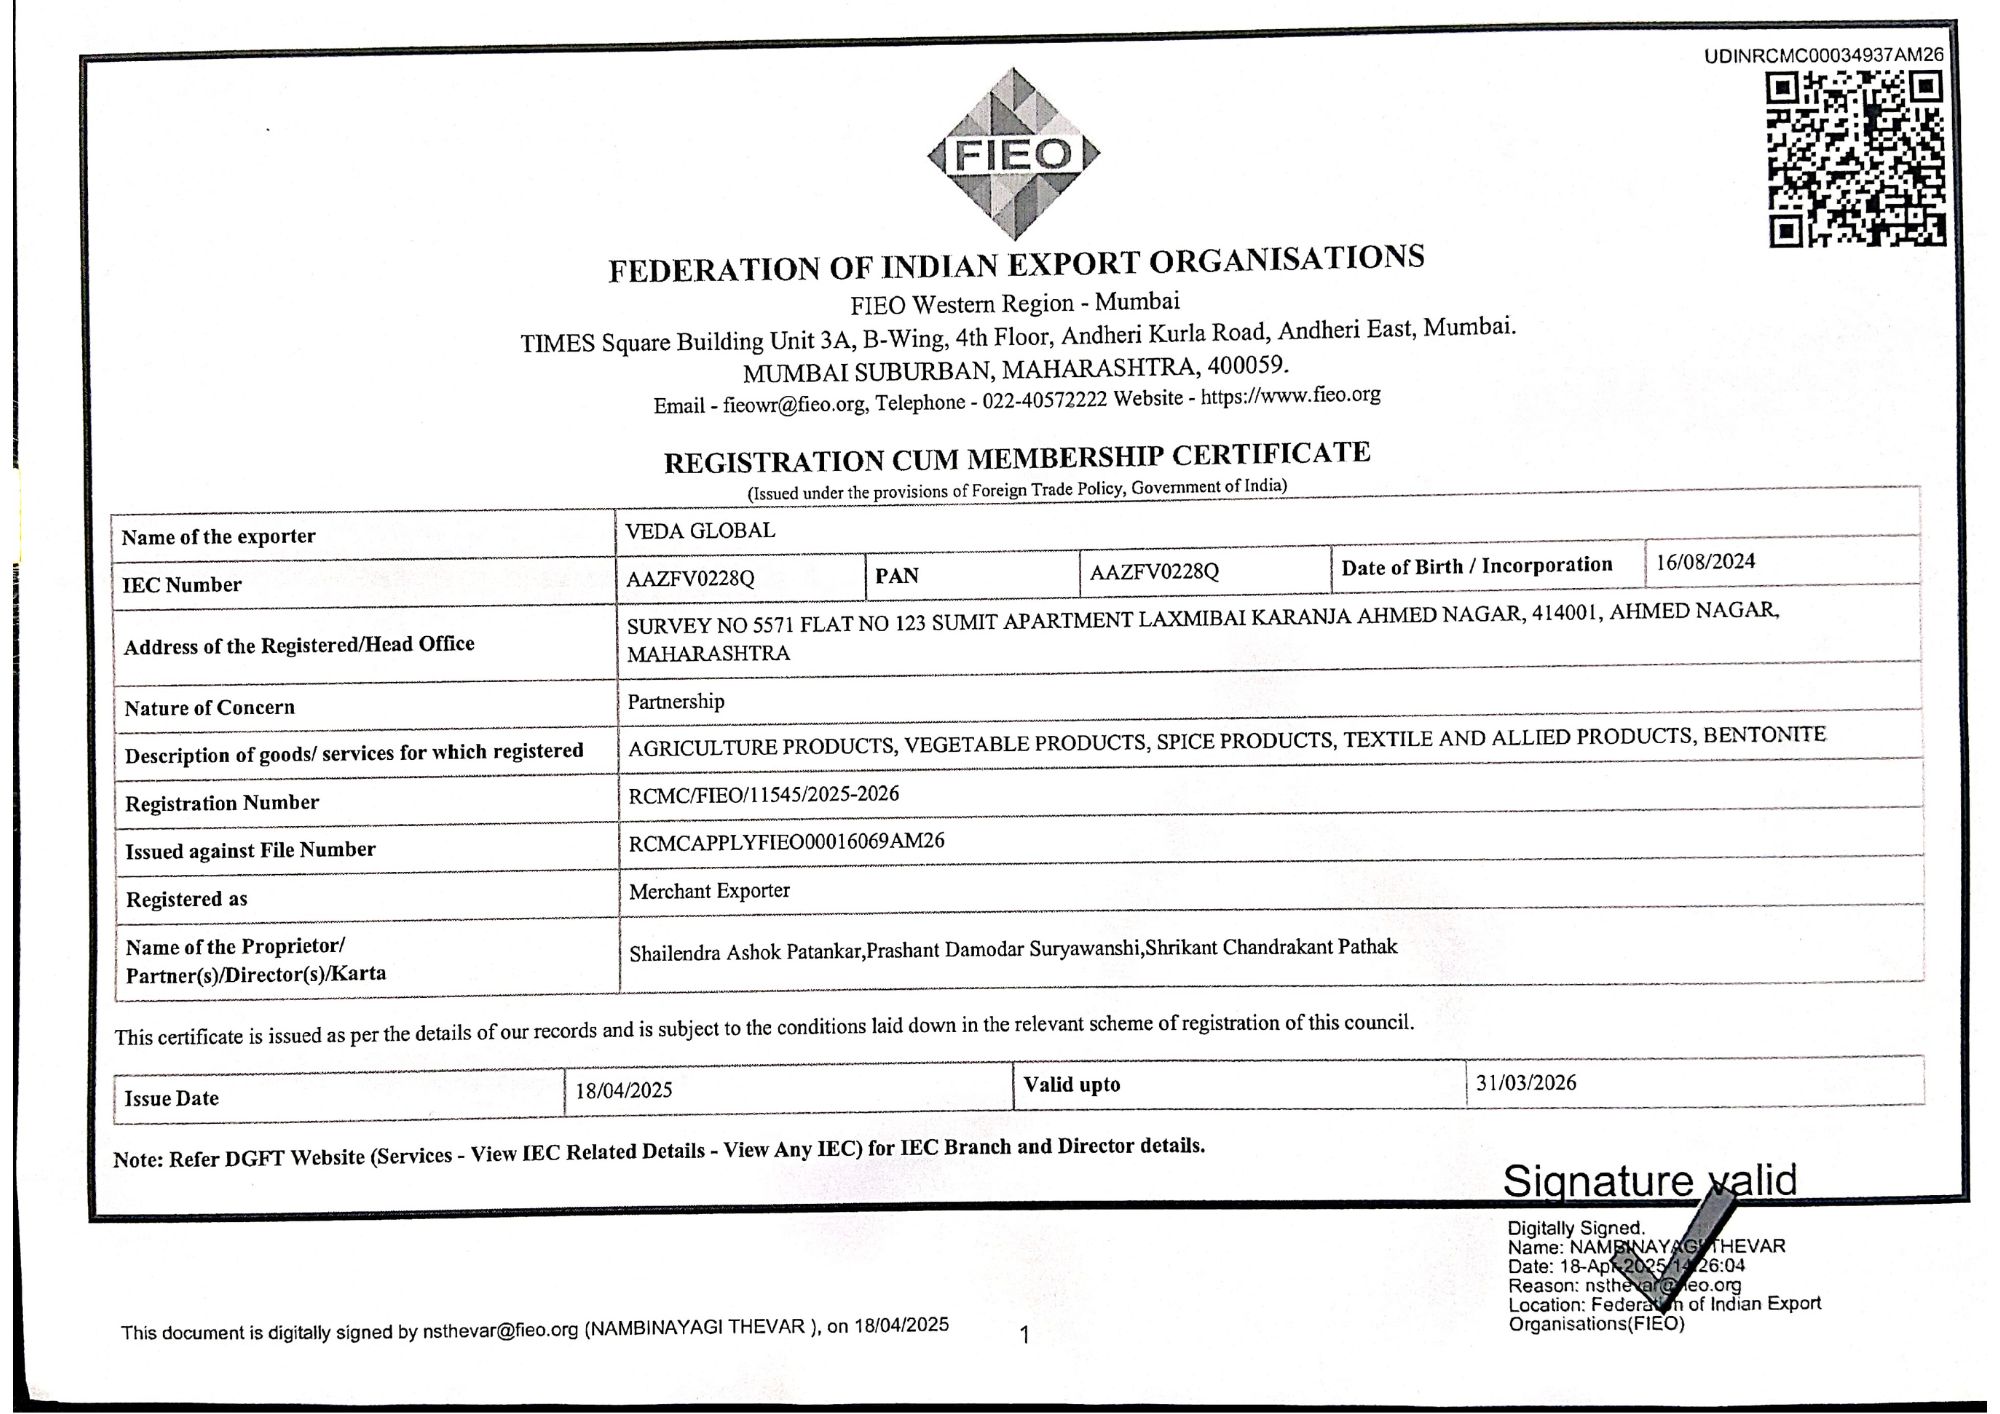 UDINRCMC00034937AM26
FIEO
FEDERATION OF INDIAN EXPORT ORGANISATIONS
FIEO Western Region - Mumbai
TIMES Square Building Unit 3A, B-Wing, 4th Floor, Andheri Kurla Road, Andheri East, Mumbai.
MUMBAI SUBURBAN, MAHARASHTRA, 400059.
Email - fieowr@fieo.org, Telephone - 022-40572222 Website - https://www.fieo.org
REGISTRATION CUM MEMBERSHIP CERTIFICATE
(Issued under the provisions of Foreign Trade Policy, Government of India)
Name of the exporter VEDA GLOBAL
IEC Number AAZFV0228Q PAN AAZFV0228Q Date of Birth / Incorporation 16/08/2024
Address of the Registered/Head Office SURVEY NO 5571 FLAT NO 123 SUMIT APARTMENT LAXMIBAI KARANJA AHMED NAGAR, 414001, AHMED NAGAR,
MAHARASHTRA
Nature of Concern Partnership
Description of goods/ services for which registered AGRICULTURE PRODUCTS, VEGETABLE PRODUCTS, SPICE PRODUCTS, TEXTILE AND ALLIED PRODUCTS, BENTONITE
Registration Number RCMC/FIEO/11545/2025-2026
Issued against File Number RCMCAPPLYFIEO00016069AM26
Registered as Merchant Exporter
Name of the Proprietor/
Partner(s)/Director(s)/Karta Shailendra Ashok Patankar,Prashant Damodar Suryawanshi,Shrikant Chandrakant Pathak
This certificate is issued as per the details of our records and is subject to the conditions laid down in the relevant scheme of registration of this council.
Issue Date 18/04/2025 Valid upto 31/03/2026
Note: Refer DGFT Website (Services - View IEC Related Details - View Any IEC) for IEC Branch and Director details.
Signature valid
Digitally Signed.
Name: NAMBINAYAGI THEVAR
Date: 18-Apr-2025 14:26:04
Reason: nsthevar@fieo.org
Location: Federation of Indian Export
Organisations(FIEO)
This document is digitally signed by nsthevar@fieo.org (NAMBINAYAGI THEVAR ), on 18/04/2025
1